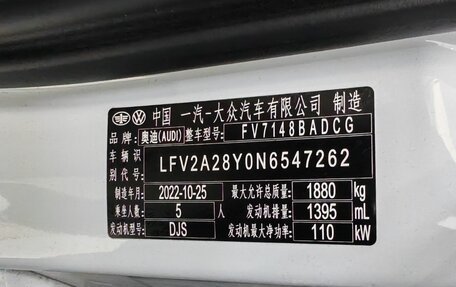 中国 一汽-大众汽车有限公司 制造
品牌 奥迪(AUDI) 整车型号 FV7148BADCG
车辆识别代号 LFV2A28Y0N6547262
制造年月 2022-10-25 最大允许总质量 1880 kg
乘坐人数 5 人 发动机排量 1395 mL
发动机型号 DJS 发动机最大净功率 110 kW